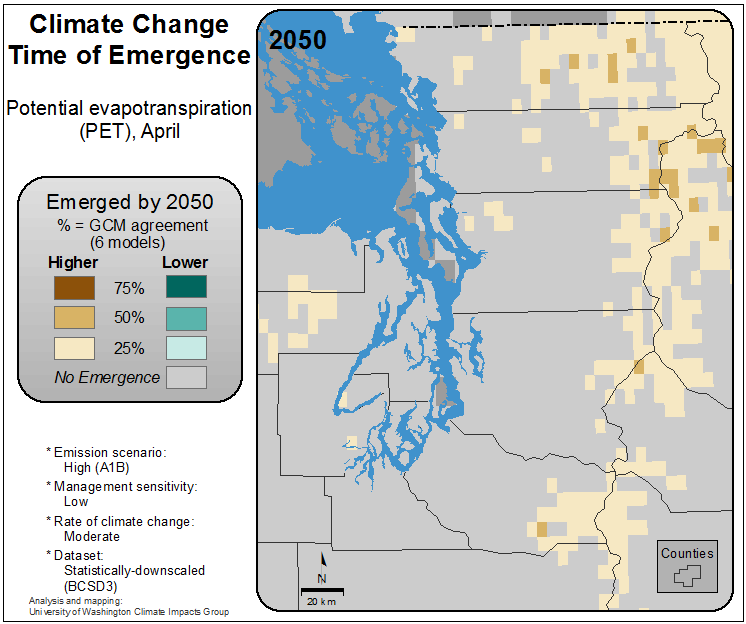 Climate Change
Time of Emergence
Potential evapotranspiration
(PET), April
Emerged by 2050
% = GCM agreement
(6 models)
Higher Lower
75%
50%
25%
No Emergence
* Emission scenario:
High (A1B)
* Management sensitivity:
Low
* Rate of climate change:
Moderate
* Dataset:
Statistically-downscaled
(BCSD3)
Analysis and mapping:
University of Washington Climate Impacts Group
2050
N
20 km
Counties